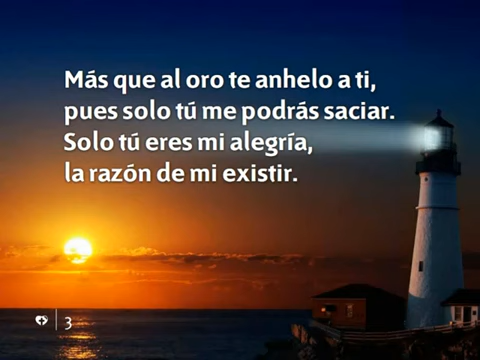 Más que al oro te anhelo a ti,
pues solo tú me podrás saciar.
Solo tú eres mi alegría,
la razón de mi existir.
3